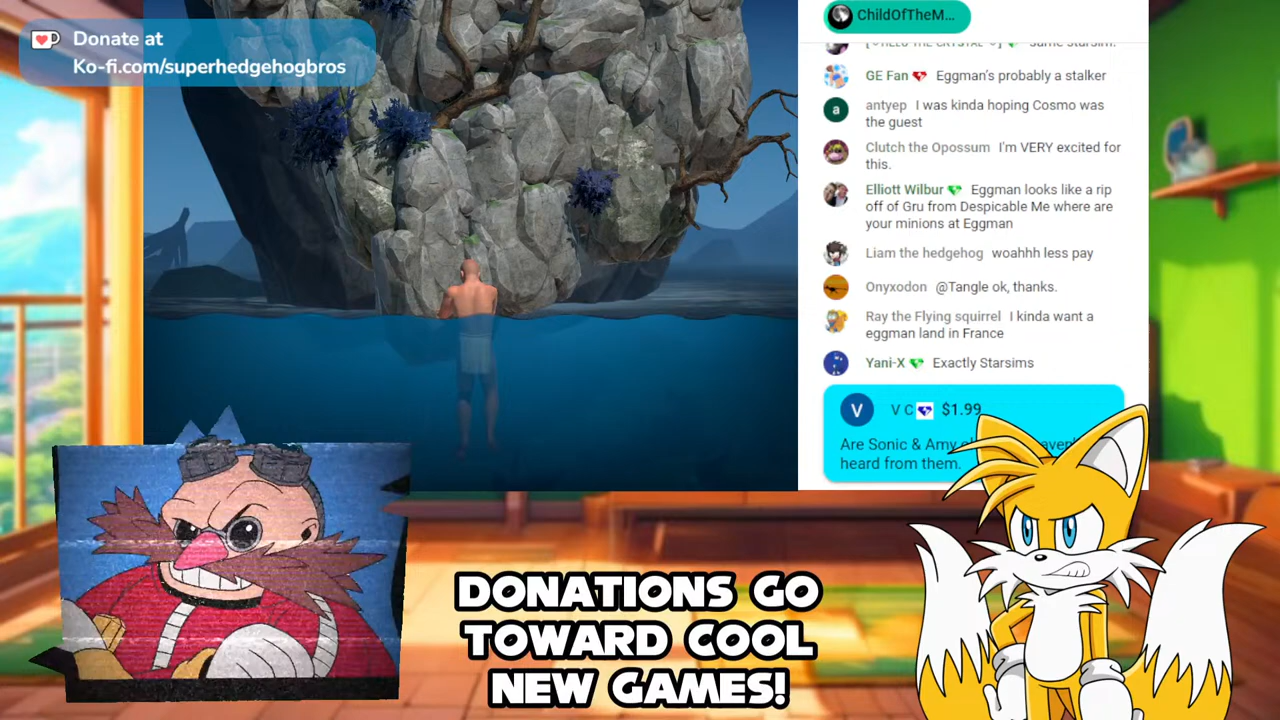 Donate at
Ko-fi.com/superhedgehogbros
ChildOfTheM...
GE Fan Eggman's probably a stalker
antyep I was kinda hoping Cosmo was
the guest
Clutch the Opossum I'm VERY excited for
this.
Elliott Wilbur Eggman looks like a rip
off of Gru from Despicable Me where are
your minions at Eggman
Liam the hedgehog woahhh less pay
Onyxodon @Tangle ok, thanks.
Ray the Flying squirrel I kinda want a
eggman land in France
Yani-X Exactly Starsims
V V C $1.99
Are Sonic & Amy
heard from them.
DONATIONS GO
TOWARD COOL
NEW GAMES!